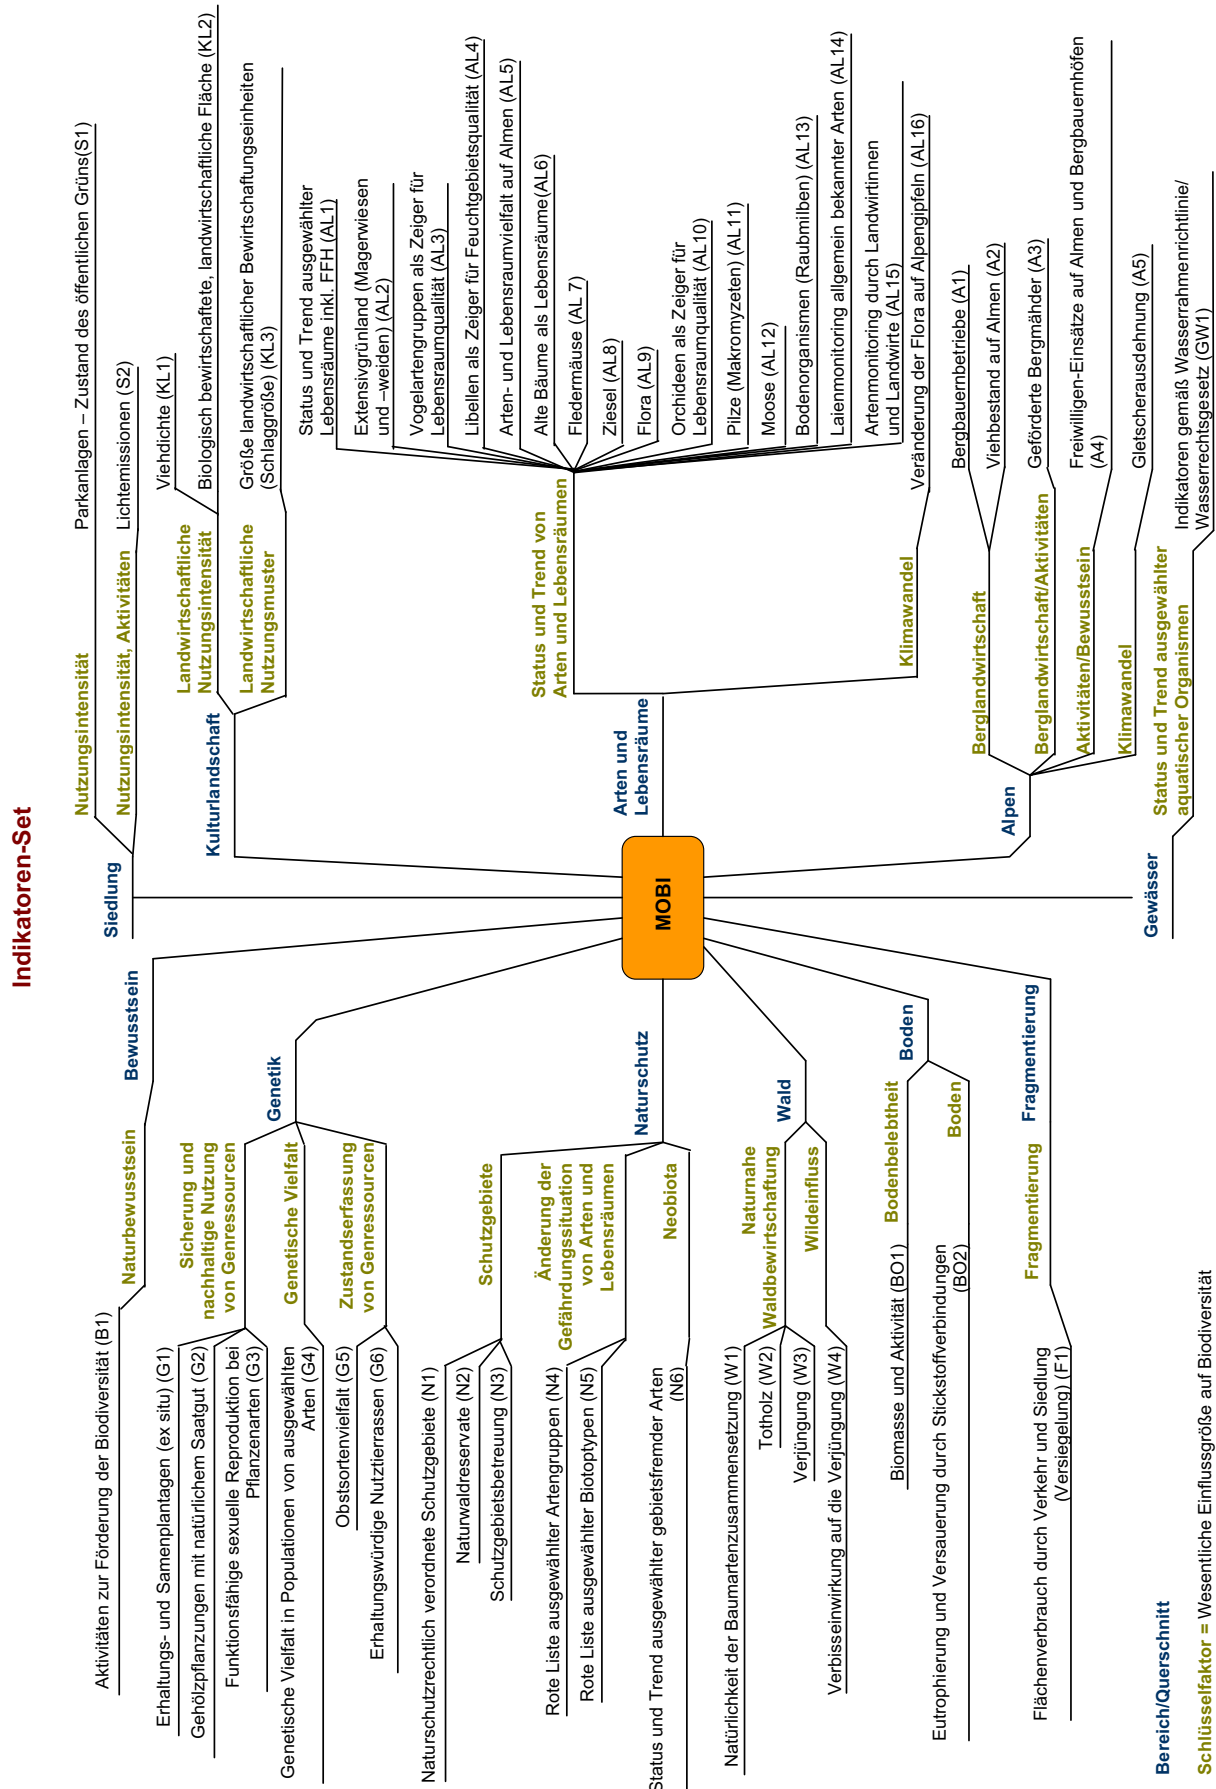 Indikatoren-Set
MOBI
Siedlung
Nutzungsintensität
Parkanlagen – Zustand des öffentlichen Grüns(S1)
Nutzungsintensität, Aktivitäten
Lichtemissionen (S2)
Kulturlandschaft
Landwirtschaftliche
Nutzungsintensität
Viehdichte (KL1)
Biologisch bewirtschaftete, landwirtschaftliche Fläche (KL2)
Landwirtschaftliche
Nutzungsmuster
Größe landwirtschaftlicher Bewirtschaftungseinheiten
(Schlaggröße) (KL3)
Arten und
Lebensräume
Status und Trend von
Arten und Lebensräumen
Status und Trend ausgewählter
Lebensräume inkl. FFH (AL1)
Extensivgrünland (Magerwiesen
und –weiden) (AL2)
Vogelartengruppen als Zeiger für
Lebensraumqualität (AL3)
Libellen als Zeiger für Feuchtgebietsqualität (AL4)
Arten- und Lebensraumvielfalt auf Almen (AL5)
Alte Bäume als Lebensräume(AL6)
Fledermäuse (AL 7)
Ziesel (AL8)
Flora (AL9)
Orchideen als Zeiger für
Lebensraumqualität (AL10)
Pilze (Makromyzeten) (AL11)
Moose (AL12)
Bodenorganismen (Raubmilben) (AL13)
Laienmonitoring allgemein bekannter Arten (AL14)
Artenmonitoring durch Landwirtinnen
und Landwirte (AL15)
Klimawandel
Veränderung der Flora auf Alpengipfeln (AL16)
Alpen
Berglandwirtschaft
Bergbauernbetriebe (A1)
Viehbestand auf Almen (A2)
Berglandwirtschaft/Aktivitäten
Geförderte Bergmähder (A3)
Aktivitäten/Bewusstsein
Freiwilligen-Einsätze auf Almen und Bergbauernhöfen
(A4)
Klimawandel
Gletscherausdehnung (A5)
Gewässer
Status und Trend ausgewählter
aquatischer Organismen
Indikatoren gemäß Wasserrahmenrichtlinie/
Wasserrechtsgesetz (GW1)
Bewusstsein
Naturbewusstsein
Aktivitäten zur Förderung der Biodiversität (B1)
Genetik
Sicherung und
nachhaltige Nutzung
von Genressourcen
Erhaltungs- und Samenplantagen (ex situ) (G1)
Gehölzpflanzungen mit natürlichem Saatgut (G2)
Funktionsfähige sexuelle Reproduktion bei
Pflanzenarten (G3)
Genetische Vielfalt
Genetische Vielfalt in Populationen von ausgewählten
Arten (G4)
Zustandserfassung
von Genressourcen
Obstsortenvielfalt (G5)
Erhaltungswürdige Nutztierrassen (G6)
Naturschutz
Schutzgebiete
Naturschutzrechtlich verordnete Schutzgebiete (N1)
Naturwaldreservate (N2)
Schutzgebietsbetreuung (N3)
Änderung der
Gefährdungssituation
von Arten und
Lebensräumen
Rote Liste ausgewählter Artengruppen (N4)
Rote Liste ausgewählter Biotoptypen (N5)
Neobiota
Status und Trend ausgewählter gebietsfremder Arten
(N6)
Wald
Naturnahe
Waldbewirtschaftung
Natürlichkeit der Baumartenzusammensetzung (W1)
Totholz (W2)
Verjüngung (W3)
Wildeinfluss
Verbisseinwirkung auf die Verjüngung (W4)
Boden
Bodenbelebtheit
Biomasse und Aktivität (BO1)
Boden
Eutrophierung und Versauerung durch Stickstoffverbindungen
(BO2)
Fragmentierung
Fragmentierung
Flächenverbrauch durch Verkehr und Siedlung
(Versiegelung) (F1)
Bereich/Querschnitt
Schlüsselfaktor = Wesentliche Einflussgröße auf Biodiversität